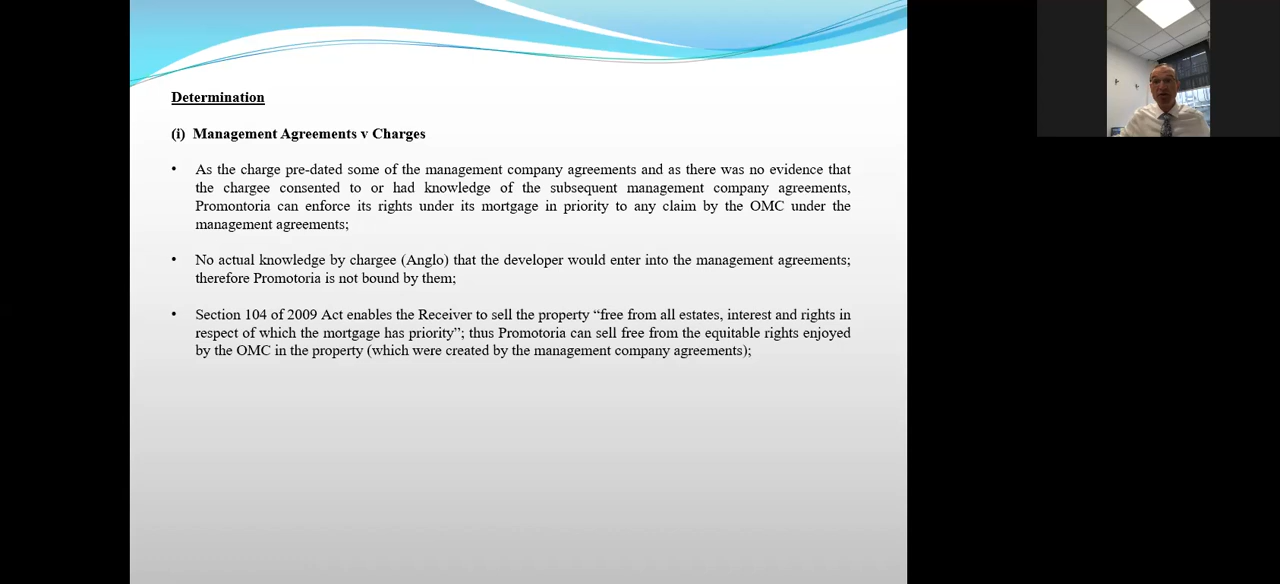 Determination
(i) Management Agreements v Charges
• As the charge pre-dated some of the management company agreements and as there was no evidence that
the chargee consented to or had knowledge of the subsequent management company agreements,
Promontoria can enforce its rights under its mortgage in priority to any claim by the OMC under the
management agreements;
• No actual knowledge by chargee (Anglo) that the developer would enter into the management agreements;
therefore Promotoria is not bound by them;
• Section 104 of 2009 Act enables the Receiver to sell the property “free from all estates, interest and rights in
respect of which the mortgage has priority”; thus Promotoria can sell free from the equitable rights enjoyed
by the OMC in the property (which were created by the management company agreements);